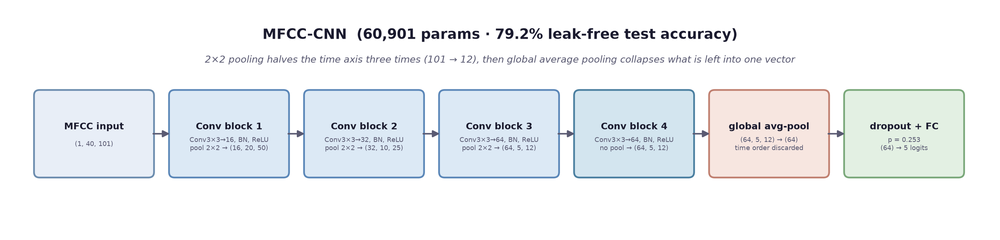 MFCC-CNN (60,901 params · 79.2% leak-free test accuracy)
2×2 pooling halves the time axis three times (101 → 12), then global average pooling collapses what is left into one vector
MFCC input
(1, 40, 101)
Conv block 1
Conv3×3→16, BN, ReLU
pool 2×2 → (16, 20, 50)
Conv block 2
Conv3×3→32, BN, ReLU
pool 2×2 → (32, 10, 25)
Conv block 3
Conv3×3→64, BN, ReLU
pool 2×2 → (64, 5, 12)
Conv block 4
Conv3×3→64, BN, ReLU
no pool → (64, 5, 12)
global avg-pool
(64, 5, 12) → (64)
time order discarded
dropout + FC
p = 0.253
(64) → 5 logits